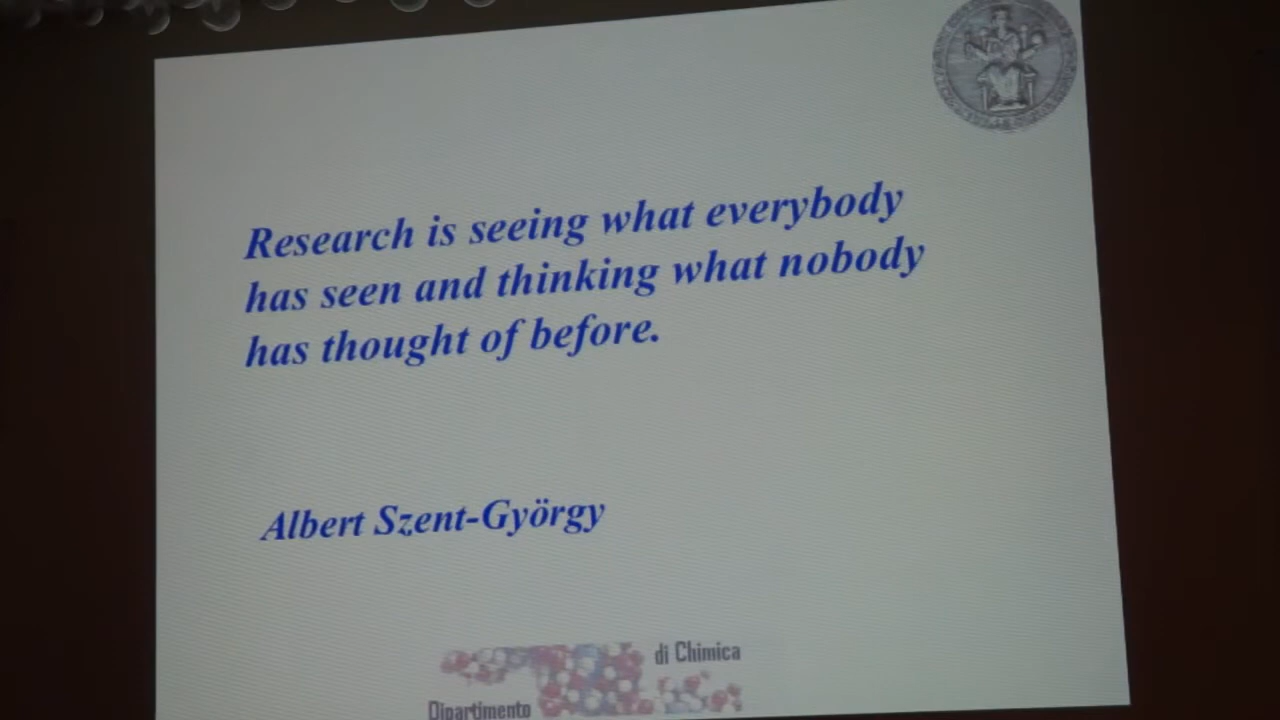 Research is seeing what everybody
has seen and thinking what nobody
has thought of before.
Albert Szent-György
di Chimica
Dipartimento